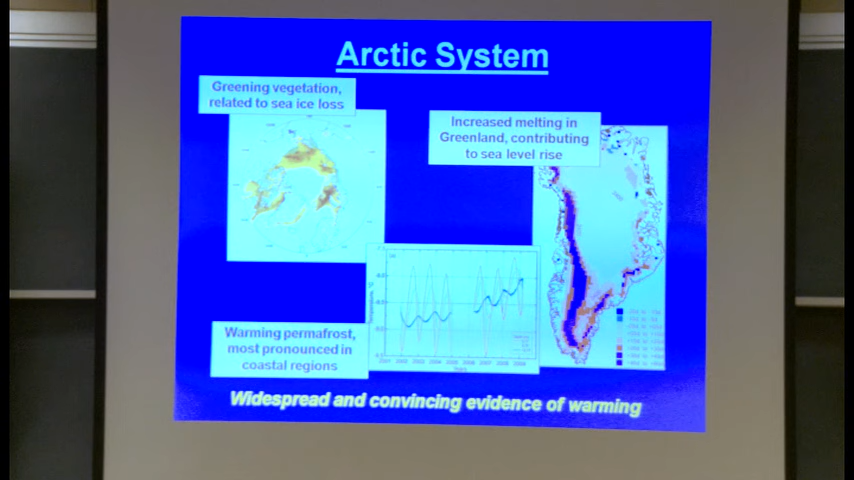 Arctic System
Greening vegetation,
related to sea ice loss
Increased melting in
Greenland, contributing
to sea level rise
Warming permafrost,
most pronounced in
coastal regions
Years
Widespread and convincing evidence of warming